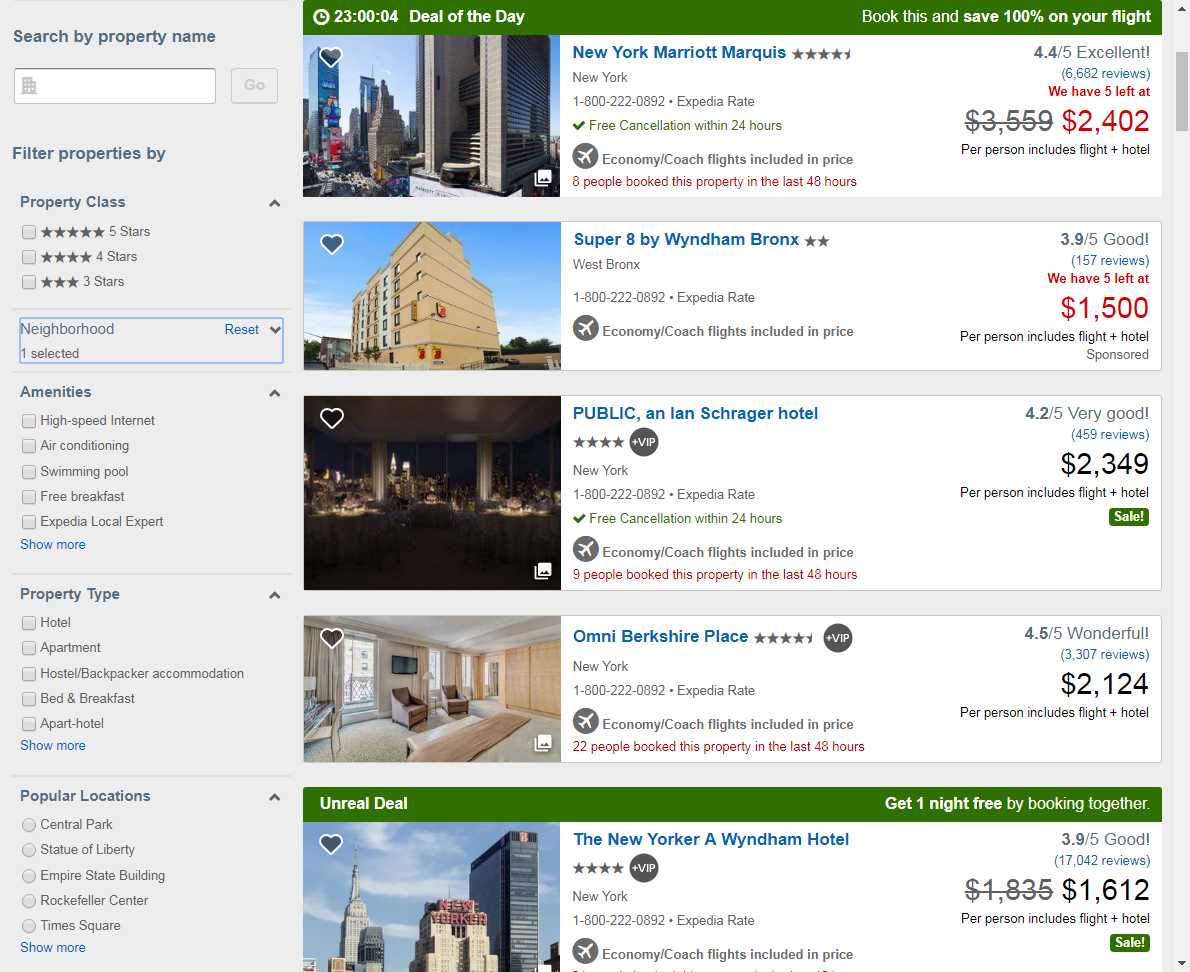 Search by property name
Go
Filter properties by
Property Class
5 Stars
4 Stars
3 Stars
Neighborhood Reset
1 selected
Amenities
High-speed Internet
Air conditioning
Swimming pool
Free breakfast
Expedia Local Expert
Show more
Property Type
Hotel
Apartment
Hostel/Backpacker accommodation
Bed & Breakfast
Apart-hotel
Show more
Popular Locations
Central Park
Statue of Liberty
Empire State Building
Rockefeller Center
Times Square
Show more
23:00:04 Deal of the Day Book this and save 100% on your flight
New York Marriott Marquis 4.4/5 Excellent!
New York (6,682 reviews)
We have 5 left at
1-800-222-0892 • Expedia Rate
$3,559 $2,402
Free Cancellation within 24 hours
Per person includes flight + hotel
Economy/Coach flights included in price
8 people booked this property in the last 48 hours
Super 8 by Wyndham Bronx 3.9/5 Good!
West Bronx (157 reviews)
We have 5 left at
1-800-222-0892 • Expedia Rate $1,500
Economy/Coach flights included in price Per person includes flight + hotel
Sponsored
PUBLIC, an Ian Schrager hotel 4.2/5 Very good!
+VIP (459 reviews)
New York $2,349
1-800-222-0892 • Expedia Rate Per person includes flight + hotel
Free Cancellation within 24 hours Sale!
Economy/Coach flights included in price
9 people booked this property in the last 48 hours
Omni Berkshire Place +VIP 4.5/5 Wonderful!
(3,307 reviews)
New York
1-800-222-0892 • Expedia Rate $2,124
Economy/Coach flights included in price Per person includes flight + hotel
22 people booked this property in the last 48 hours
Unreal Deal Get 1 night free by booking together.
NEW
YORKER
The New Yorker A Wyndham Hotel 3.9/5 Good!
+VIP (17,042 reviews)
New York $1,835 $1,612
1-800-222-0892 • Expedia Rate Per person includes flight + hotel
Sale!
Economy/Coach flights included in price